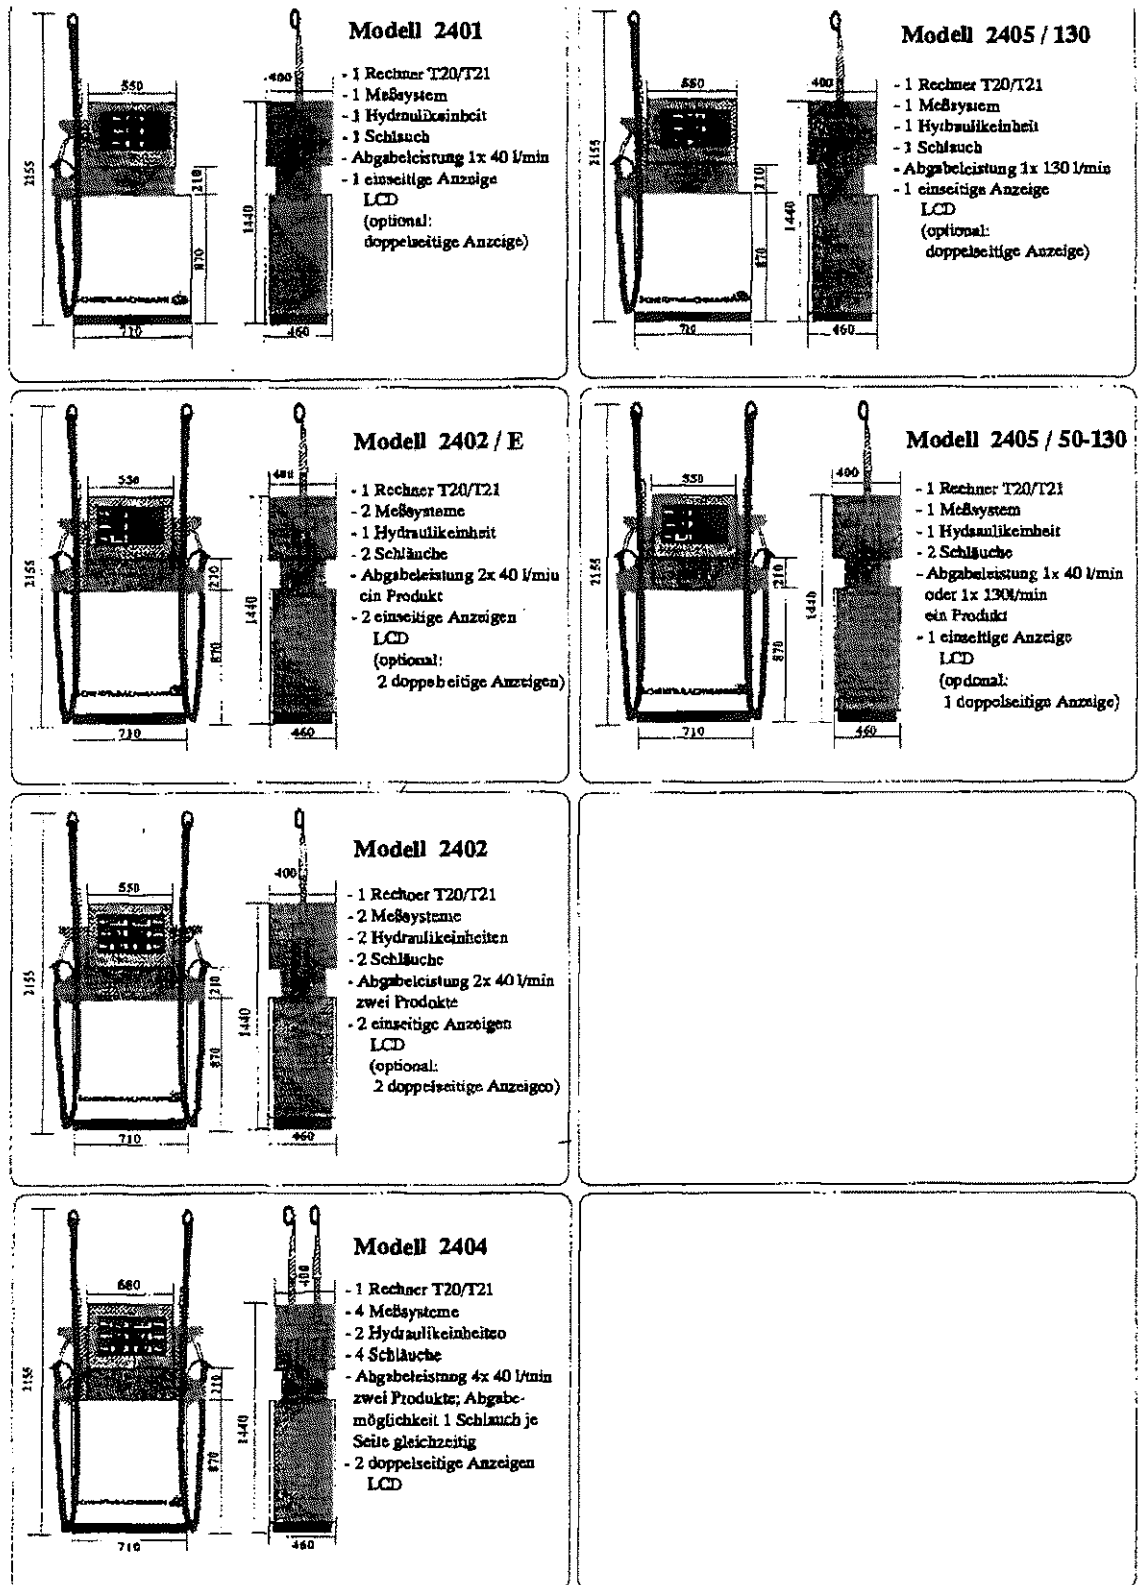 Modell 2401
- 1 Rechner T20/T21
- 1 Meßsystem
- 1 Hydraulikeinheit
- 1 Schlauch
- Abgabeleistung 1x 40 l/min
- 1 einseitige Anzeige
LCD
(optional:
doppelseitige Anzeige)
2155
550
210
870
710
400
1440
460
Modell 2405 / 130
- 1 Rechner T20/T21
- 1 Meßsystem
- 1 Hydraulikeinheit
- 1 Schlauch
- Abgabeleistung 1x 130 l/min
- 1 einseitige Anzeige
LCD
(optional:
doppelseitige Anzeige)
2155
550
210
870
710
400
1440
460
Modell 2402 / E
- 1 Rechner T20/T21
- 2 Meßsysteme
- 1 Hydraulikeinheit
- 2 Schläuche
- Abgabeleistung 2x 40 l/min
ein Produkt
- 2 einseitige Anzeigen
LCD
(optional:
2 doppelseitige Anzeigen)
2155
550
210
870
710
400
1440
460
Modell 2405 / 50-130
- 1 Rechner T20/T21
- 1 Meßsystem
- 1 Hydraulikeinheit
- 2 Schläuche
- Abgabeleistung 1x 40 l/min
oder 1x 130l/min
ein Produkt
- 1 einseitige Anzeige
LCD
(optional:
1 doppelseitige Anzeige)
2155
550
210
870
710
400
1440
460
Modell 2402
- 1 Rechner T20/T21
- 2 Meßsysteme
- 2 Hydraulikeinheiten
- 2 Schläuche
- Abgabeleistung 2x 40 l/min
zwei Produkte
- 2 einseitige Anzeigen
LCD
(optional:
2 doppelseitige Anzeigen)
2155
550
210
870
710
400
1440
460
Modell 2404
- 1 Rechner T20/T21
- 4 Meßsysteme
- 2 Hydraulikeinheiten
- 4 Schläuche
- Abgabeleistung 4x 40 l/min
zwei Produkte; Abgabe-
möglichkeit 1 Schlauch je
Seite gleichzeitig
- 2 doppelseitige Anzeigen
LCD
2155
210
870
710
400
1440
460